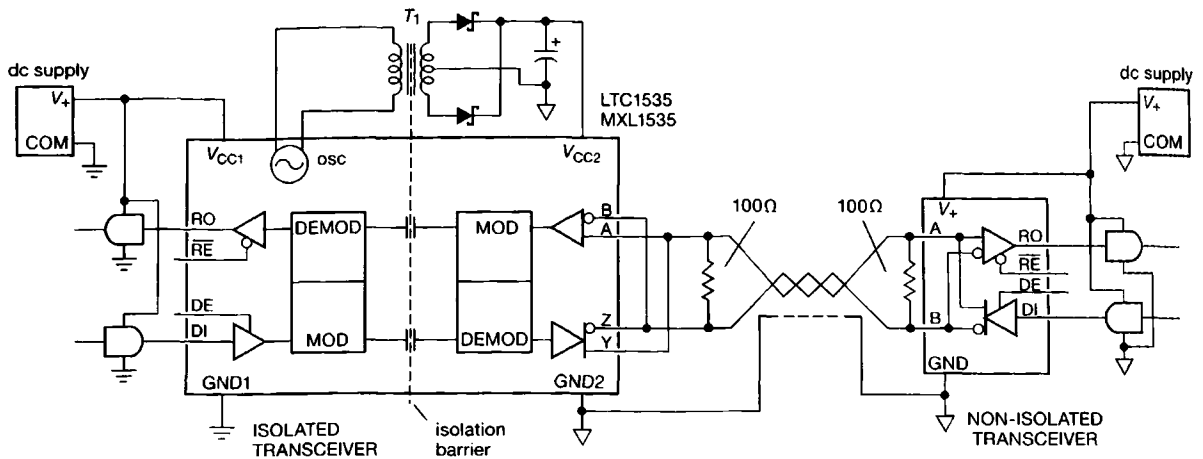 T1
dc supply
V+
COM
LTC1535
MXL1535
dc supply
V+
COM
VCC1
OSC
VCC2
RO
RE
DEMOD
MOD
B
A
100Ω
100Ω
A
V+
RO
RE
DE
DI
MOD
DEMOD
Z
Y
B
DE
DI
GND1
GND2
GND
ISOLATED
TRANSCEIVER
isolation
barrier
NON-ISOLATED
TRANSCEIVER